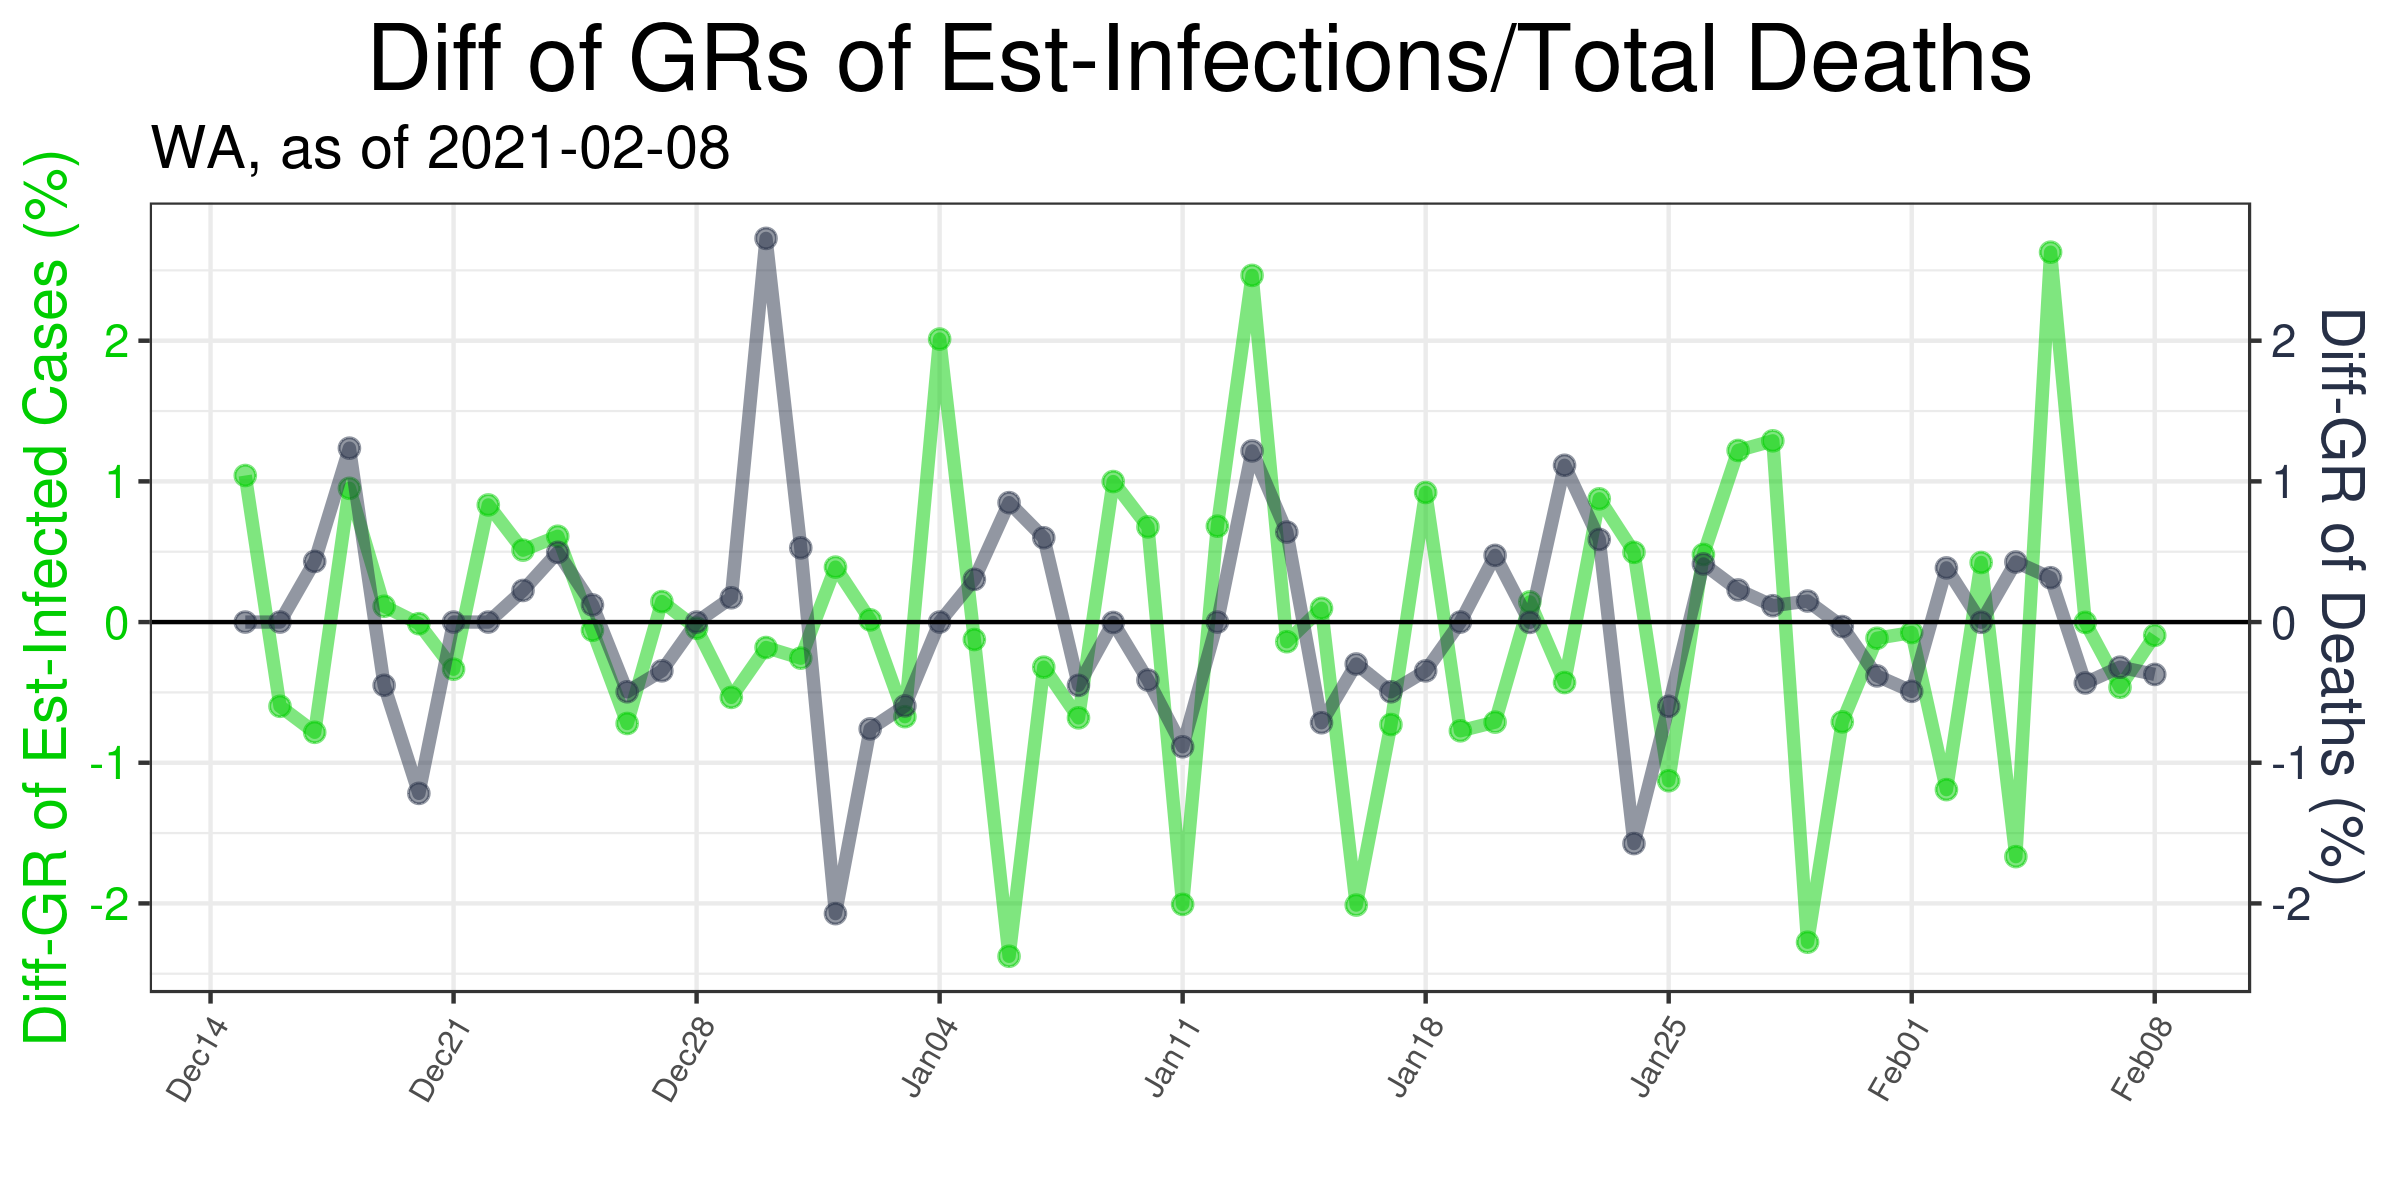 Diff of GRs of Est-Infections/Total Deaths
WA, as of 2021-02-08
Diff-GR of Est-Infected Cases (%)
2
1
0
-1
-2
2
1
0
-1
-2
Diff-GR of Deaths (%)
Dec14
Dec21
Dec28
Jan04
Jan11
Jan18
Jan25
Feb01
Feb08